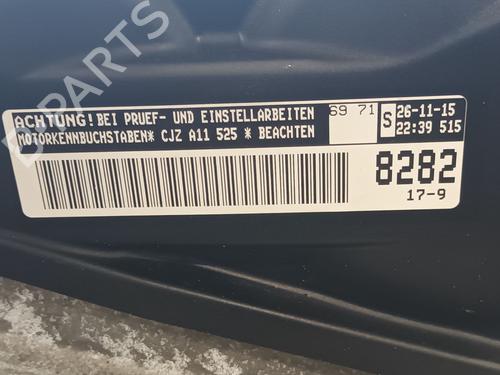 ACHTUNG! BEI PRUEF- UND EINSTELLARBEITEN
MOTORKENNBUCHSTABEN* CJZ A11 525 * BEACHTEN
69 71
S
26-11-15
22:39 515
8282
17-9
B-PARTS